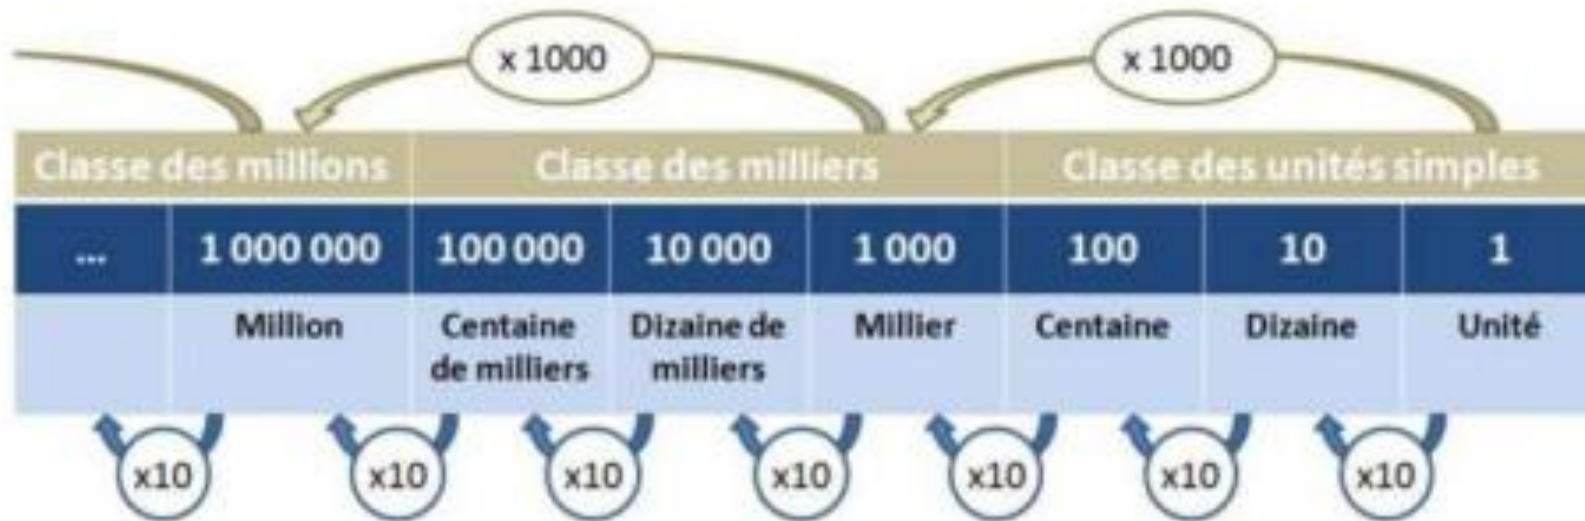 x 1000 x 1000
Classe des millions Classe des milliers Classe des unités simples
... 1 000 000 100 000 10 000 1 000 100 10 1
Million Centaine de milliers Dizaine de milliers Millier Centaine Dizaine Unité
x10 x10 x10 x10 x10 x10 x10